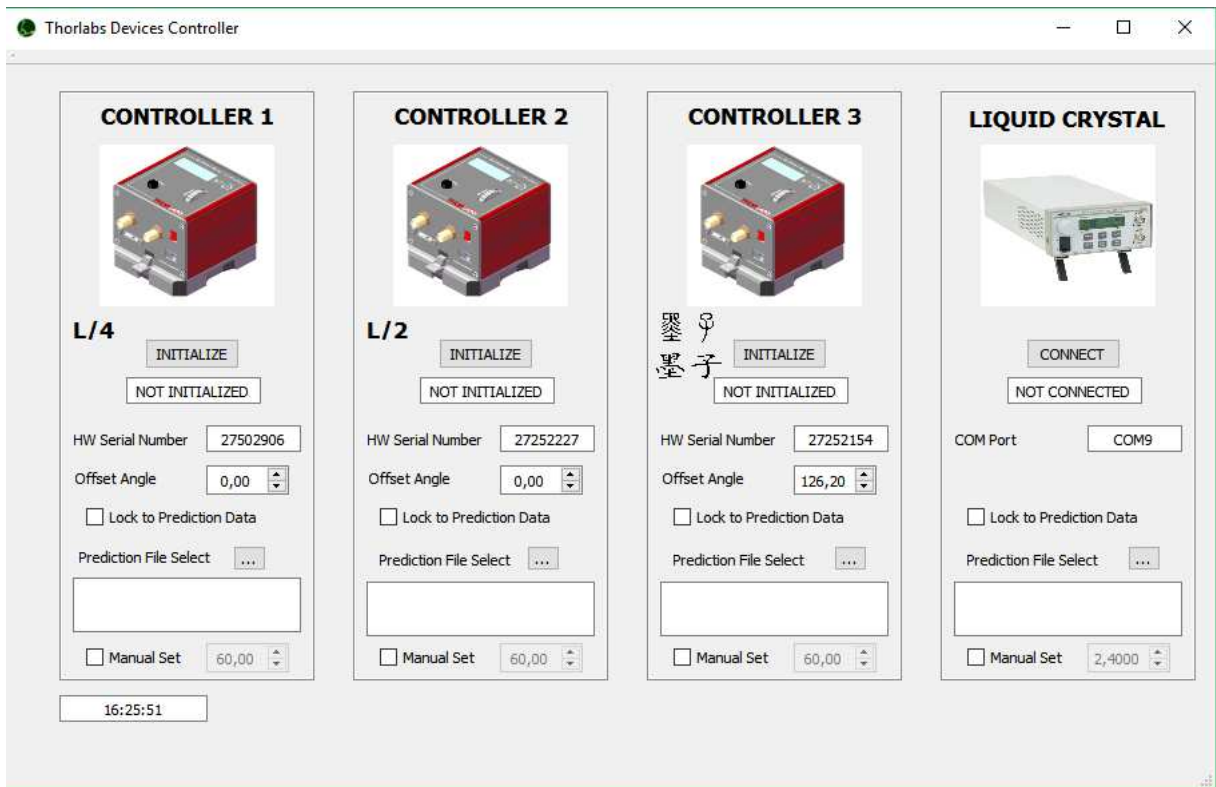 Thorlabs Devices Controller
CONTROLLER 1
L/4
INITIALIZE
NOT INITIALIZED
HW Serial Number 27502906
Offset Angle 0,00
Lock to Prediction Data
Prediction File Select ...
Manual Set 60,00
16:25:51
CONTROLLER 2
L/2
INITIALIZE
NOT INITIALIZED
HW Serial Number 27252227
Offset Angle 0,00
Lock to Prediction Data
Prediction File Select ...
Manual Set 60,00
CONTROLLER 3
墨子
墨子
INITIALIZE
NOT INITIALIZED
HW Serial Number 27252154
Offset Angle 126,20
Lock to Prediction Data
Prediction File Select ...
Manual Set 60,00
LIQUID CRYSTAL
CONNECT
NOT CONNECTED
COM Port COM9
Lock to Prediction Data
Prediction File Select ...
Manual Set 2,4000